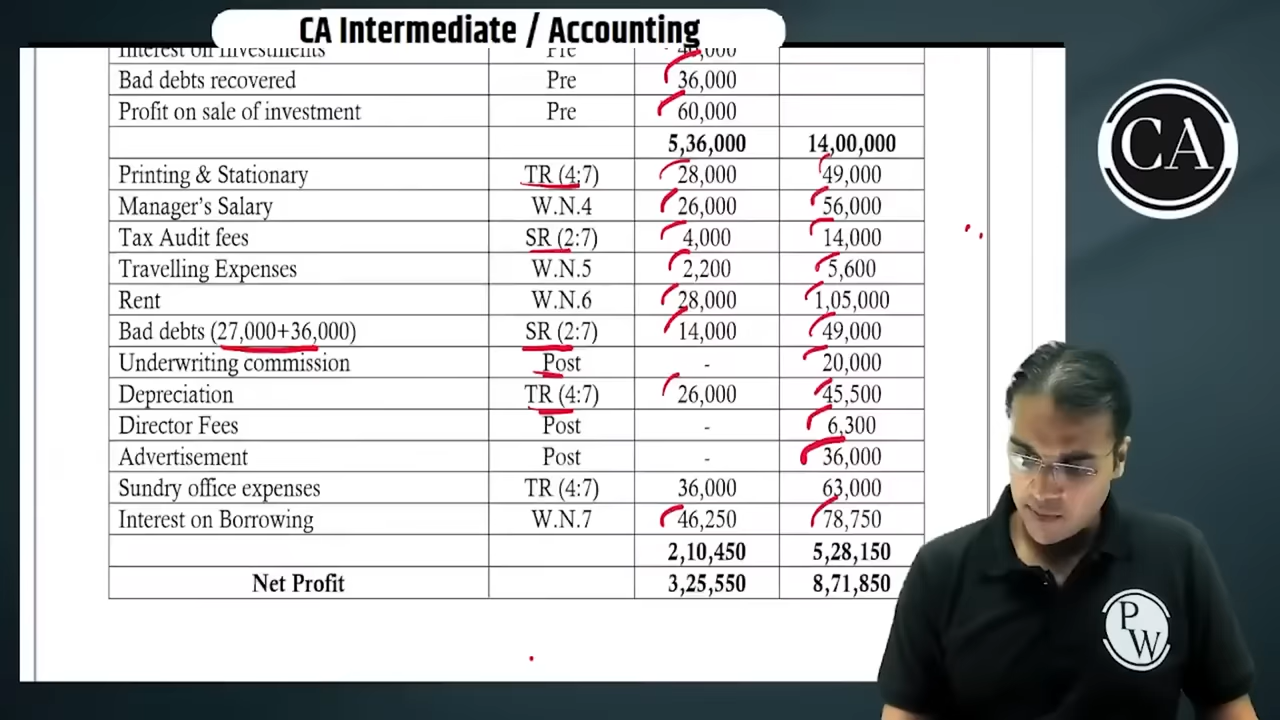 CA Intermediate / Accounting
Interest on Investments Pre
Bad debts recovered Pre 36,000
Profit on sale of investment Pre 60,000
5,36,000 14,00,000
Printing & Stationary TR (4:7) 28,000 49,000
Manager's Salary W.N.4 26,000 56,000
Tax Audit fees SR (2:7) 4,000 14,000
Travelling Expenses W.N.5 2,200 5,600
Rent W.N.6 28,000 1,05,000
Bad debts (27,000+36,000) SR (2:7) 14,000 49,000
Underwriting commission Post - 20,000
Depreciation TR (4:7) 26,000 45,500
Director Fees Post - 6,300
Advertisement Post - 36,000
Sundry office expenses TR (4:7) 36,000 63,000
Interest on Borrowing W.N.7 46,250 78,750
2,10,450 5,28,150
Net Profit 3,25,550 8,71,850
CA
P
W